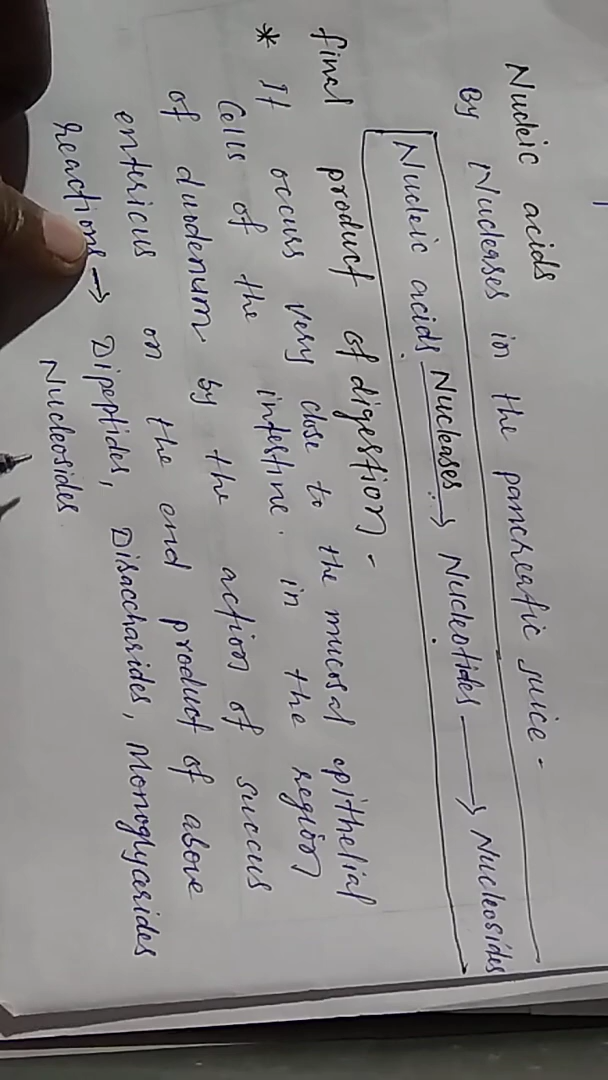 Nucleic acids
By Nucleases in the pancreatic juice.
Nucleic acids Nucleases → Nucleotides → Nucleosides
final product of digestion.
* It occurs very close to the mucosal epithelial
cells of the intestine. in the region
of duodenum by the action of succus
entericus on the end product of above
reactions → Dipeptides, Disaccharides, Monoglycerides
Nucleosides